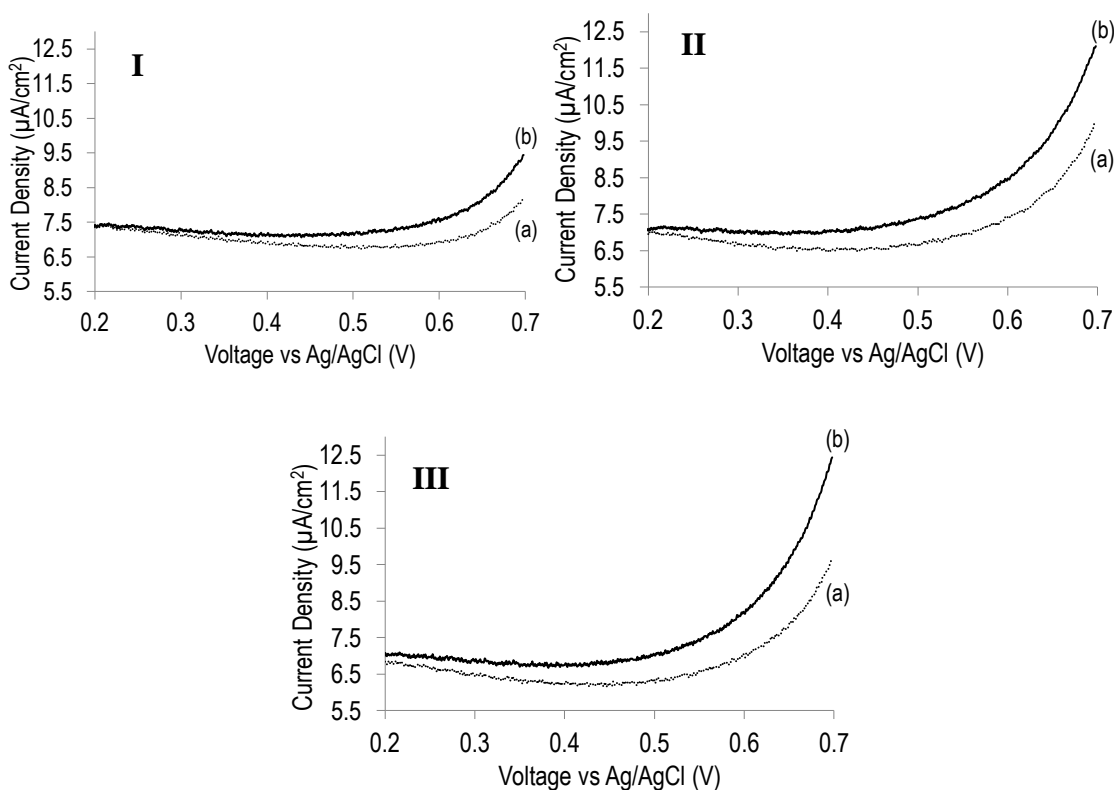 I
Current Density (µA/cm²)
12.5
11.5
10.5
9.5
8.5
7.5
6.5
5.5
(b)
(a)
0.2 0.3 0.4 0.5 0.6 0.7
Voltage vs Ag/AgCl (V)
II
Current Density (µA/cm²)
12.5
11.5
10.5
9.5
8.5
7.5
6.5
5.5
(b)
(a)
0.2 0.3 0.4 0.5 0.6 0.7
Voltage vs Ag/AgCl (V)
III
Current Density (µA/cm²)
12.5
11.5
10.5
9.5
8.5
7.5
6.5
5.5
(b)
(a)
0.2 0.3 0.4 0.5 0.6 0.7
Voltage vs Ag/AgCl (V)